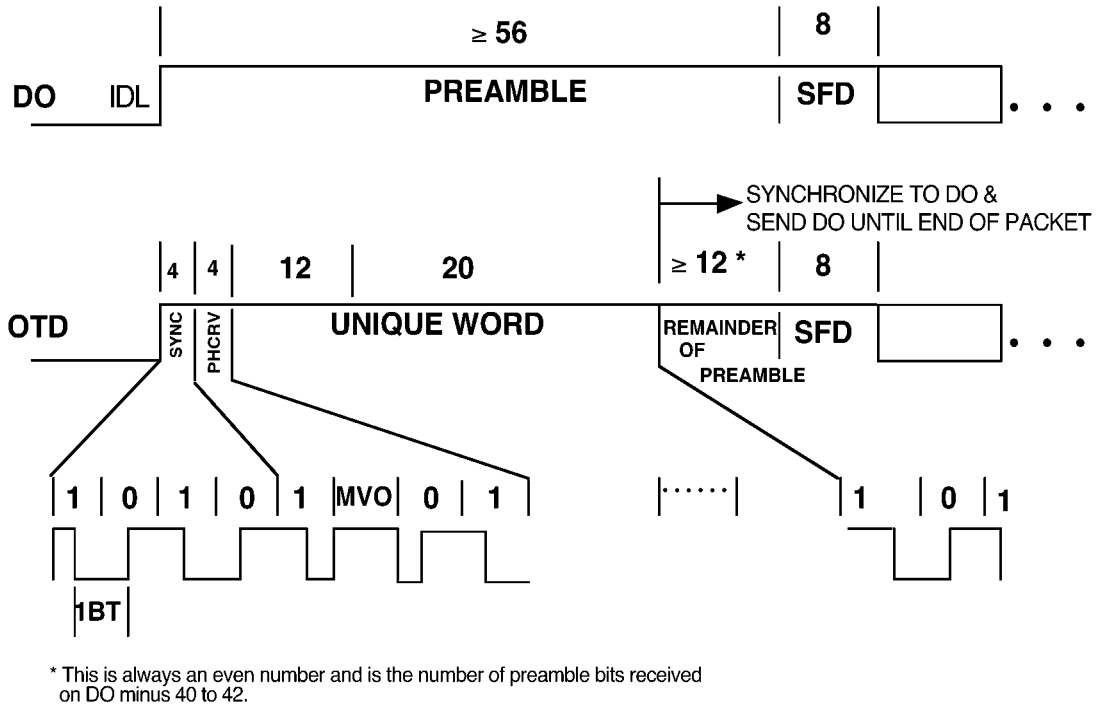 ≥ 56
8
DO IDL
PREAMBLE
SFD
. . .
SYNCHRONIZE TO DO &
SEND DO UNTIL END OF PACKET
4 4 12 20 ≥ 12 * 8
OTD
SYNC
PHCRV
UNIQUE WORD
REMAINDER
OF
PREAMBLE
SFD
. . .
1 0 1 0 1 MVO 0 1 ...... 1 0 1
1BT
* This is always an even number and is the number of preamble bits received
on DO minus 40 to 42.